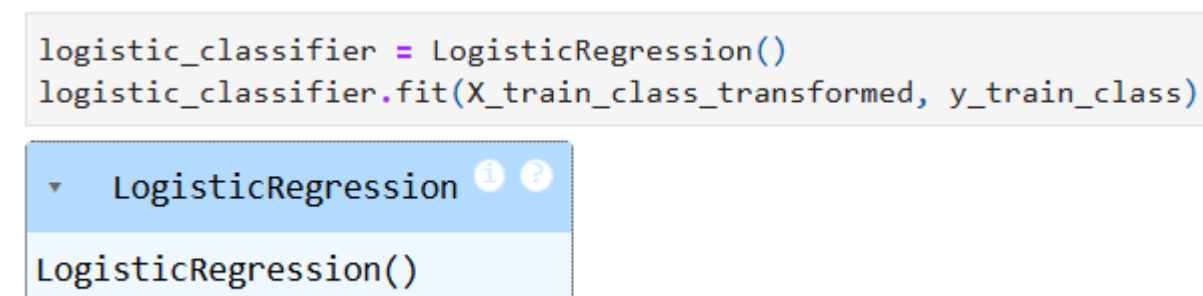 logistic_classifier = LogisticRegression()
logistic_classifier.fit(X_train_class_transformed, y_train_class)
LogisticRegression i ?
LogisticRegression()